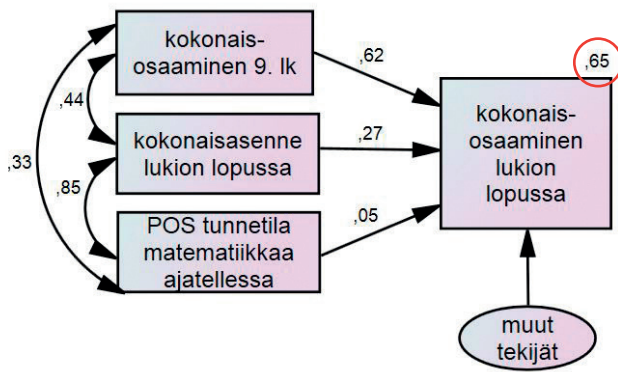 kokonais-
osaaminen 9. lk
,62
,65
,44
kokonaisasenne
lukion lopussa
,27
kokonais-
osaaminen
lukion
lopussa
,33
,85
,05
POS tunnetila
matematiikkaa
ajatellessa
muut
tekijät